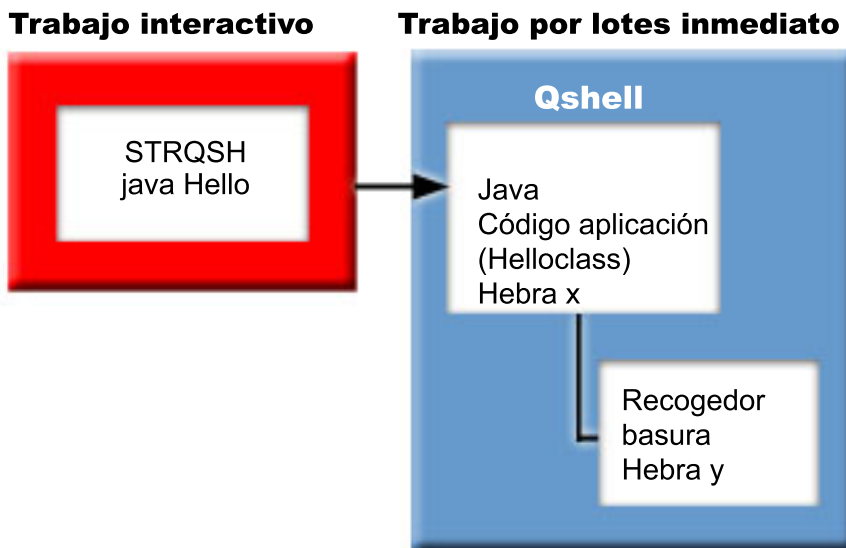 Trabajo interactivo
Trabajo por lotes inmediato
STRQSH
java Hello
Qshell
Java
Código aplicación
(Helloclass)
Hebra x
Recogedor
basura
Hebra y